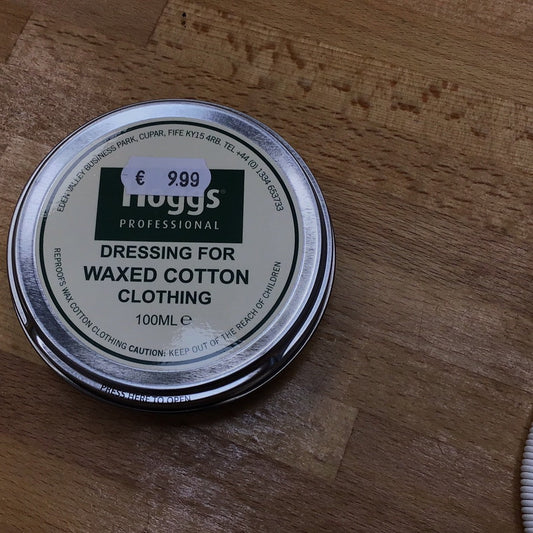 EDEN VALLEY BUSINESS PARK, CUPAR, FIFE KY15 4RB. TEL +44 (0) 1334 653733
€ 9.99
Hoggs®
PROFESSIONAL
DRESSING FOR
WAXED COTTON
CLOTHING
100ML ℮
REPROOFS WAX COTTON CLOTHING CAUTION: KEEP OUT OF THE REACH OF CHILDREN
PRESS HERE TO OPEN